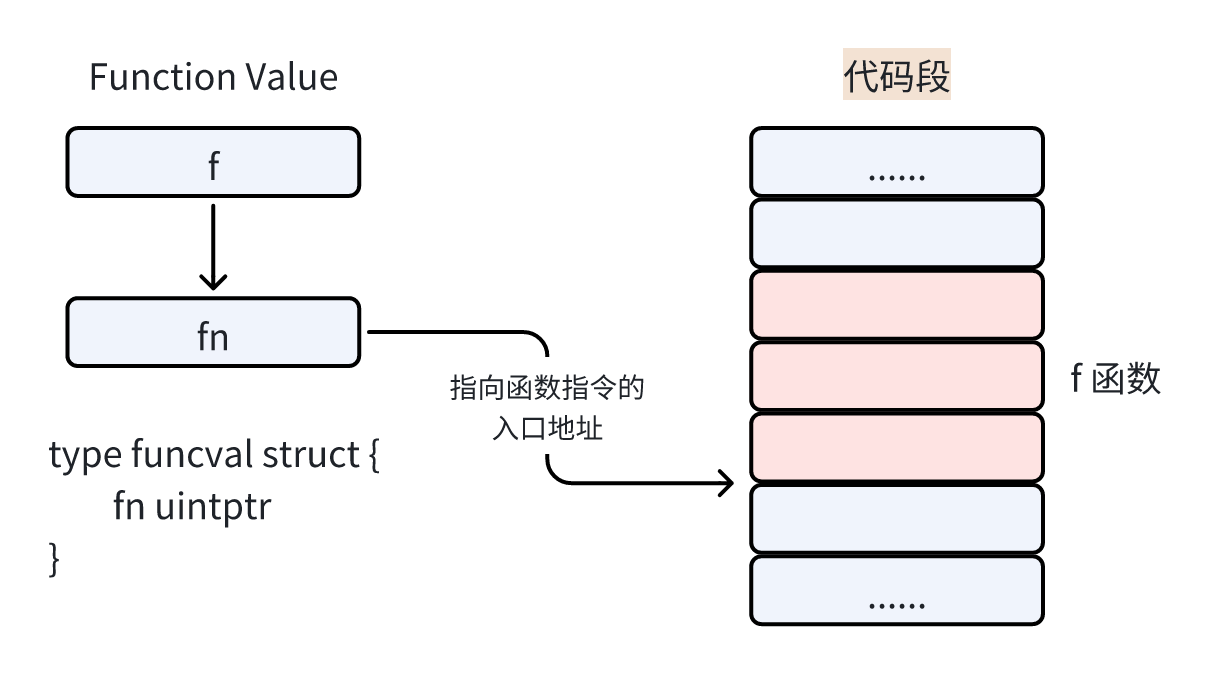 Function Value
f
fn
type funcval struct {
fn uintptr
}
指向函数指令的
入口地址
代码段
......
f 函数
......